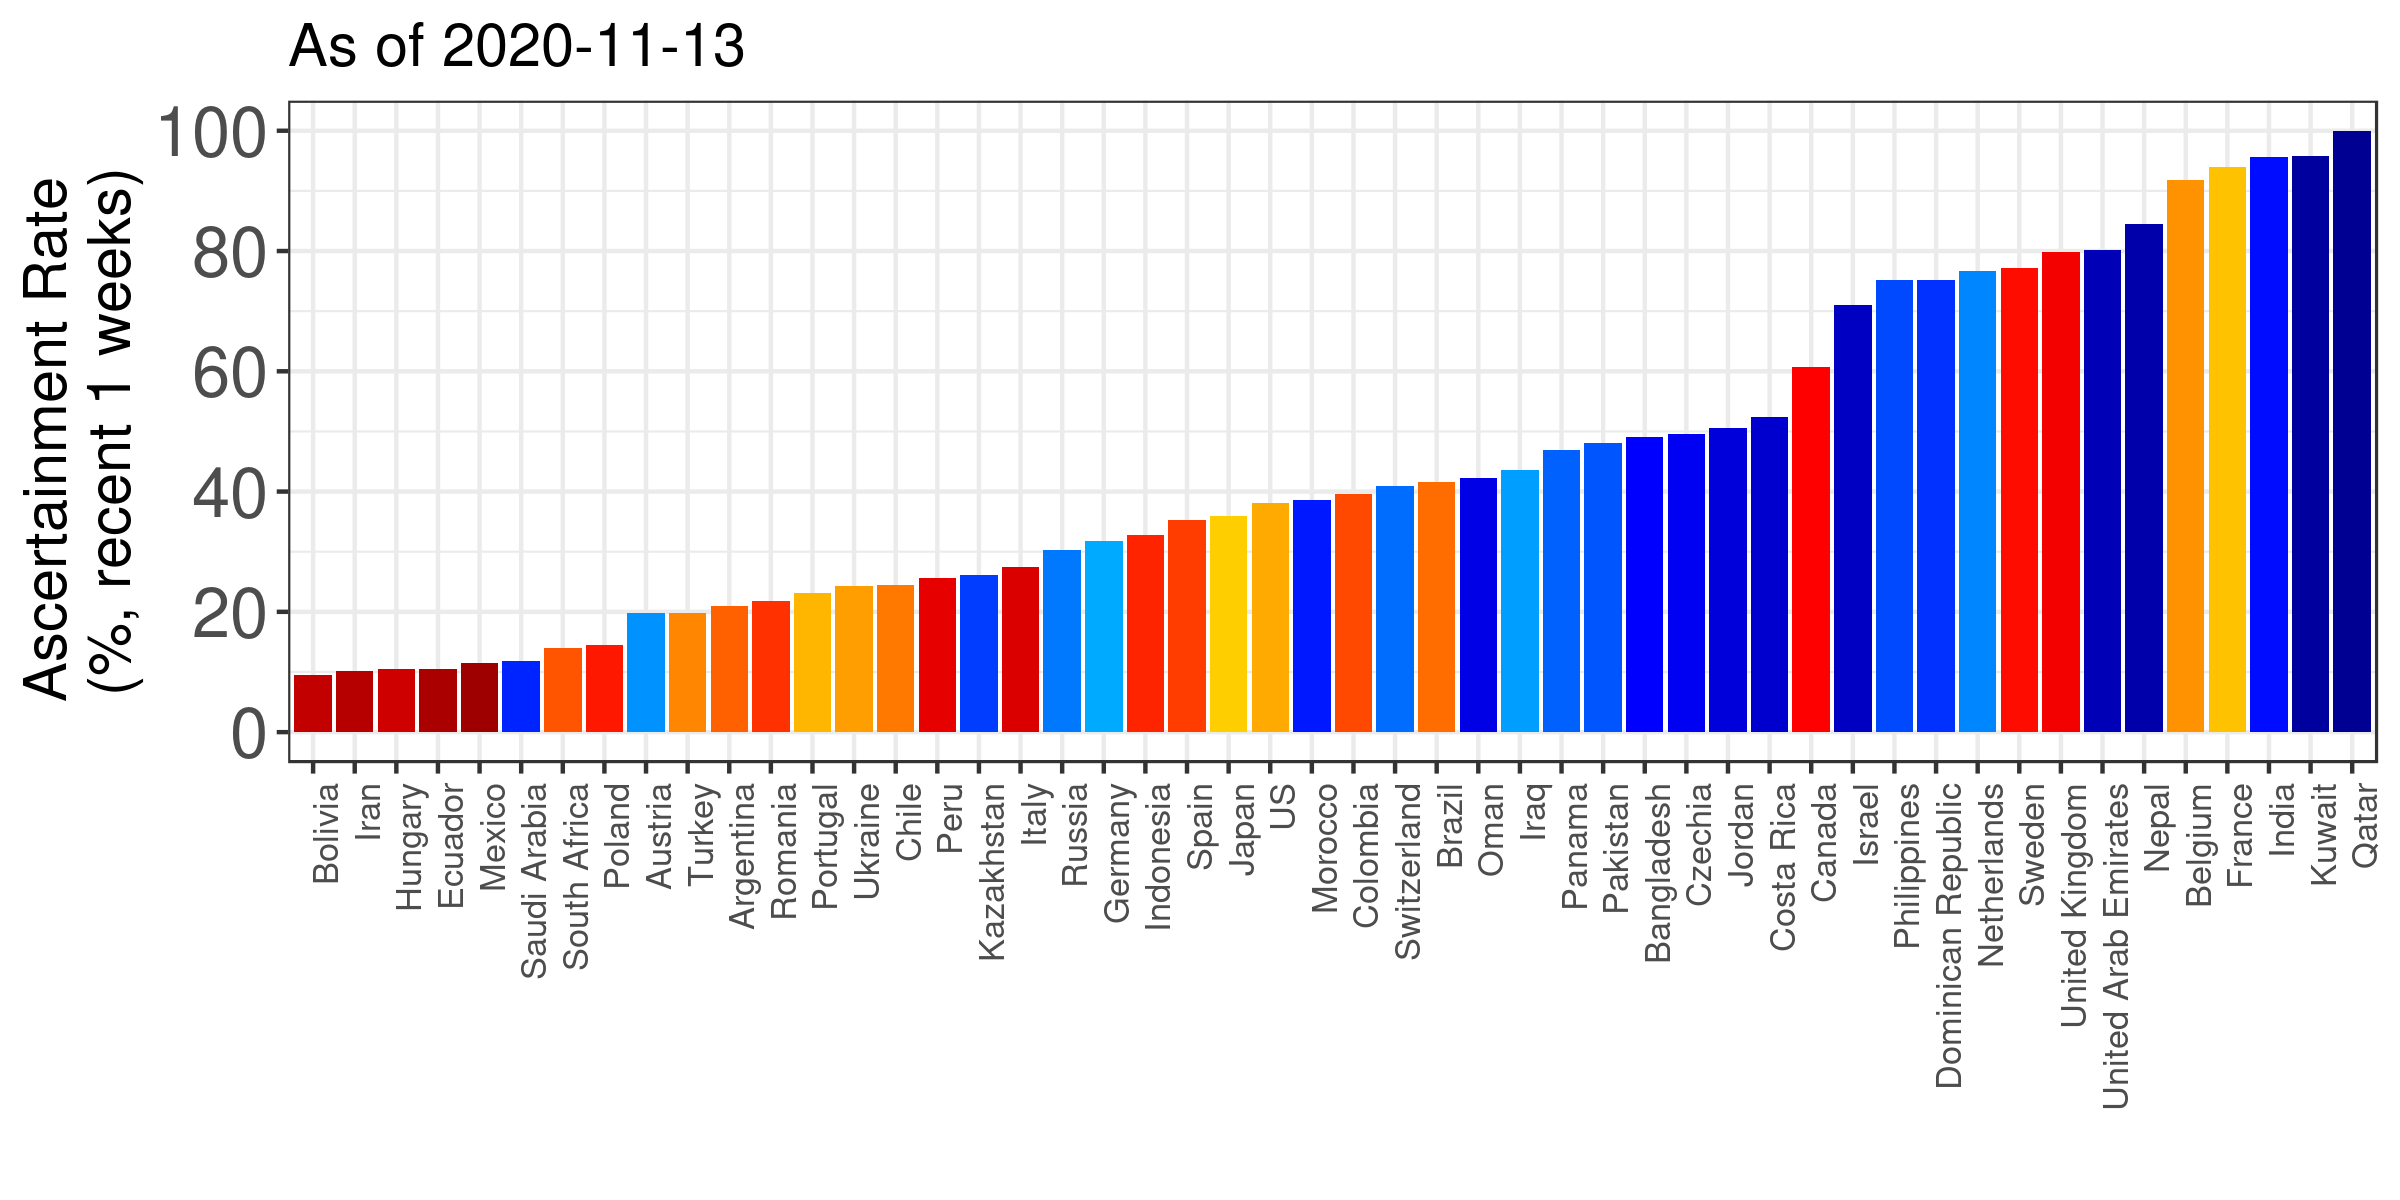 As of 2020-11-13
Ascertainment Rate
(%, recent 1 weeks)
100
80
60
40
20
0
Bolivia
Iran
Hungary
Ecuador
Mexico
Saudi Arabia
South Africa
Poland
Austria
Turkey
Argentina
Romania
Portugal
Ukraine
Chile
Peru
Kazakhstan
Italy
Russia
Germany
Indonesia
Spain
Japan
US
Morocco
Colombia
Switzerland
Brazil
Oman
Iraq
Panama
Pakistan
Bangladesh
Czechia
Jordan
Costa Rica
Canada
Israel
Philippines
Dominican Republic
Netherlands
Sweden
United Kingdom
United Arab Emirates
Nepal
Belgium
France
India
Kuwait
Qatar